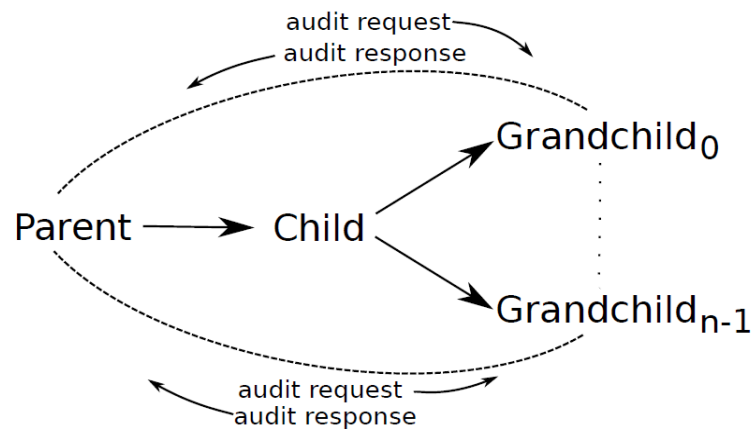 audit request
audit response
Grandchild0
Parent
Child
Grandchildn-1
audit request
audit response